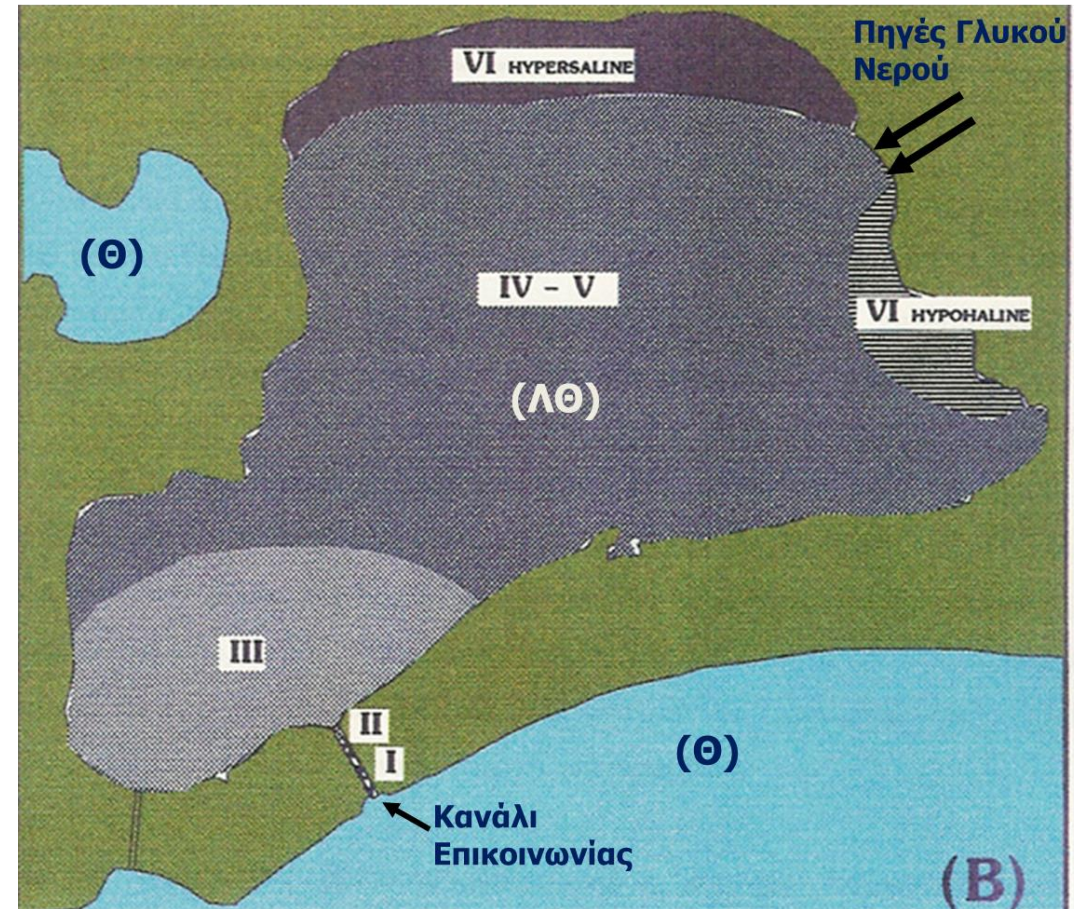 Πηγές Γλυκού
Νερού
VI HYPERSALINE
(Θ)
IV – V
VI HYPOHALINE
(ΛΘ)
III
II
I
(Θ)
Κανάλι
Επικοινωνίας
(B)